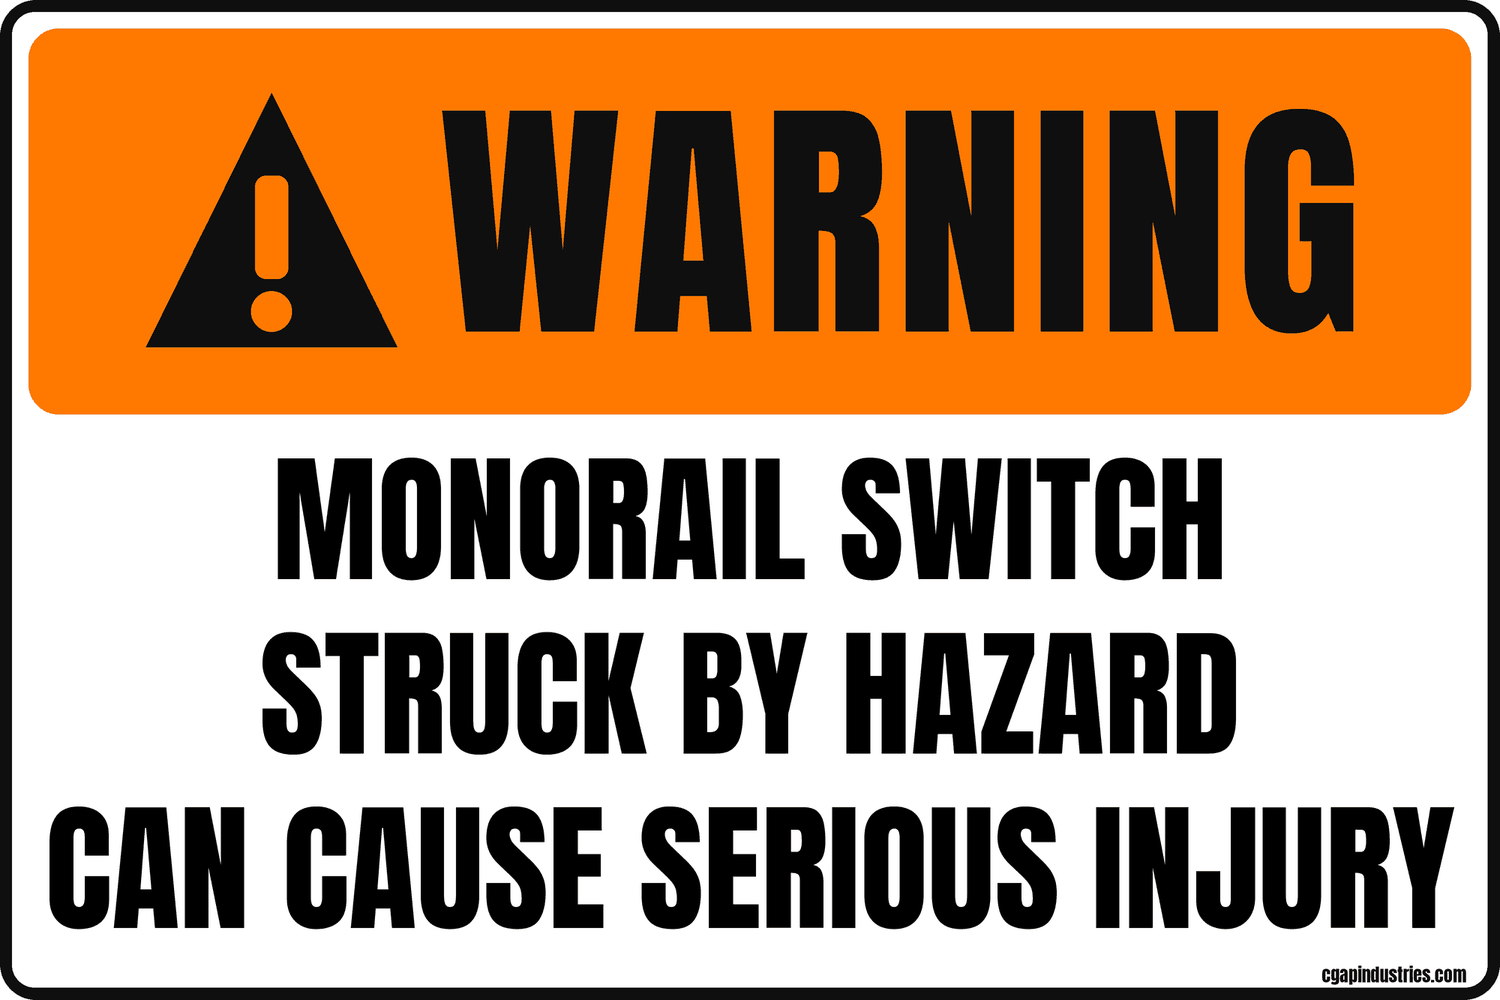 WARNING
MONORAIL SWITCH
STRUCK BY HAZARD
CAN CAUSE SERIOUS INJURY
cgapindustries.com